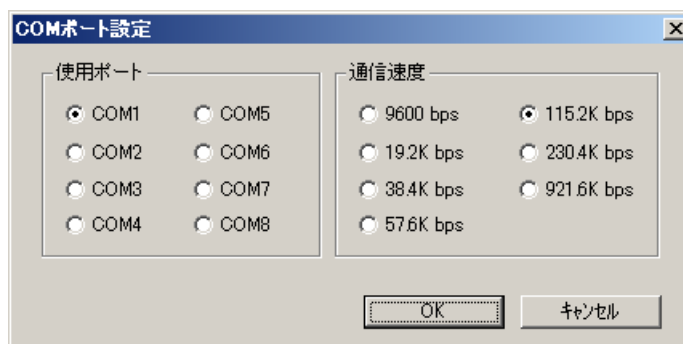 COMポート設定
使用ポート
COM1 COM5
COM2 COM6
COM3 COM7
COM4 COM8
通信速度
9600 bps 115.2K bps
19.2K bps 230.4K bps
38.4K bps 921.6K bps
57.6K bps
OK キャンセル